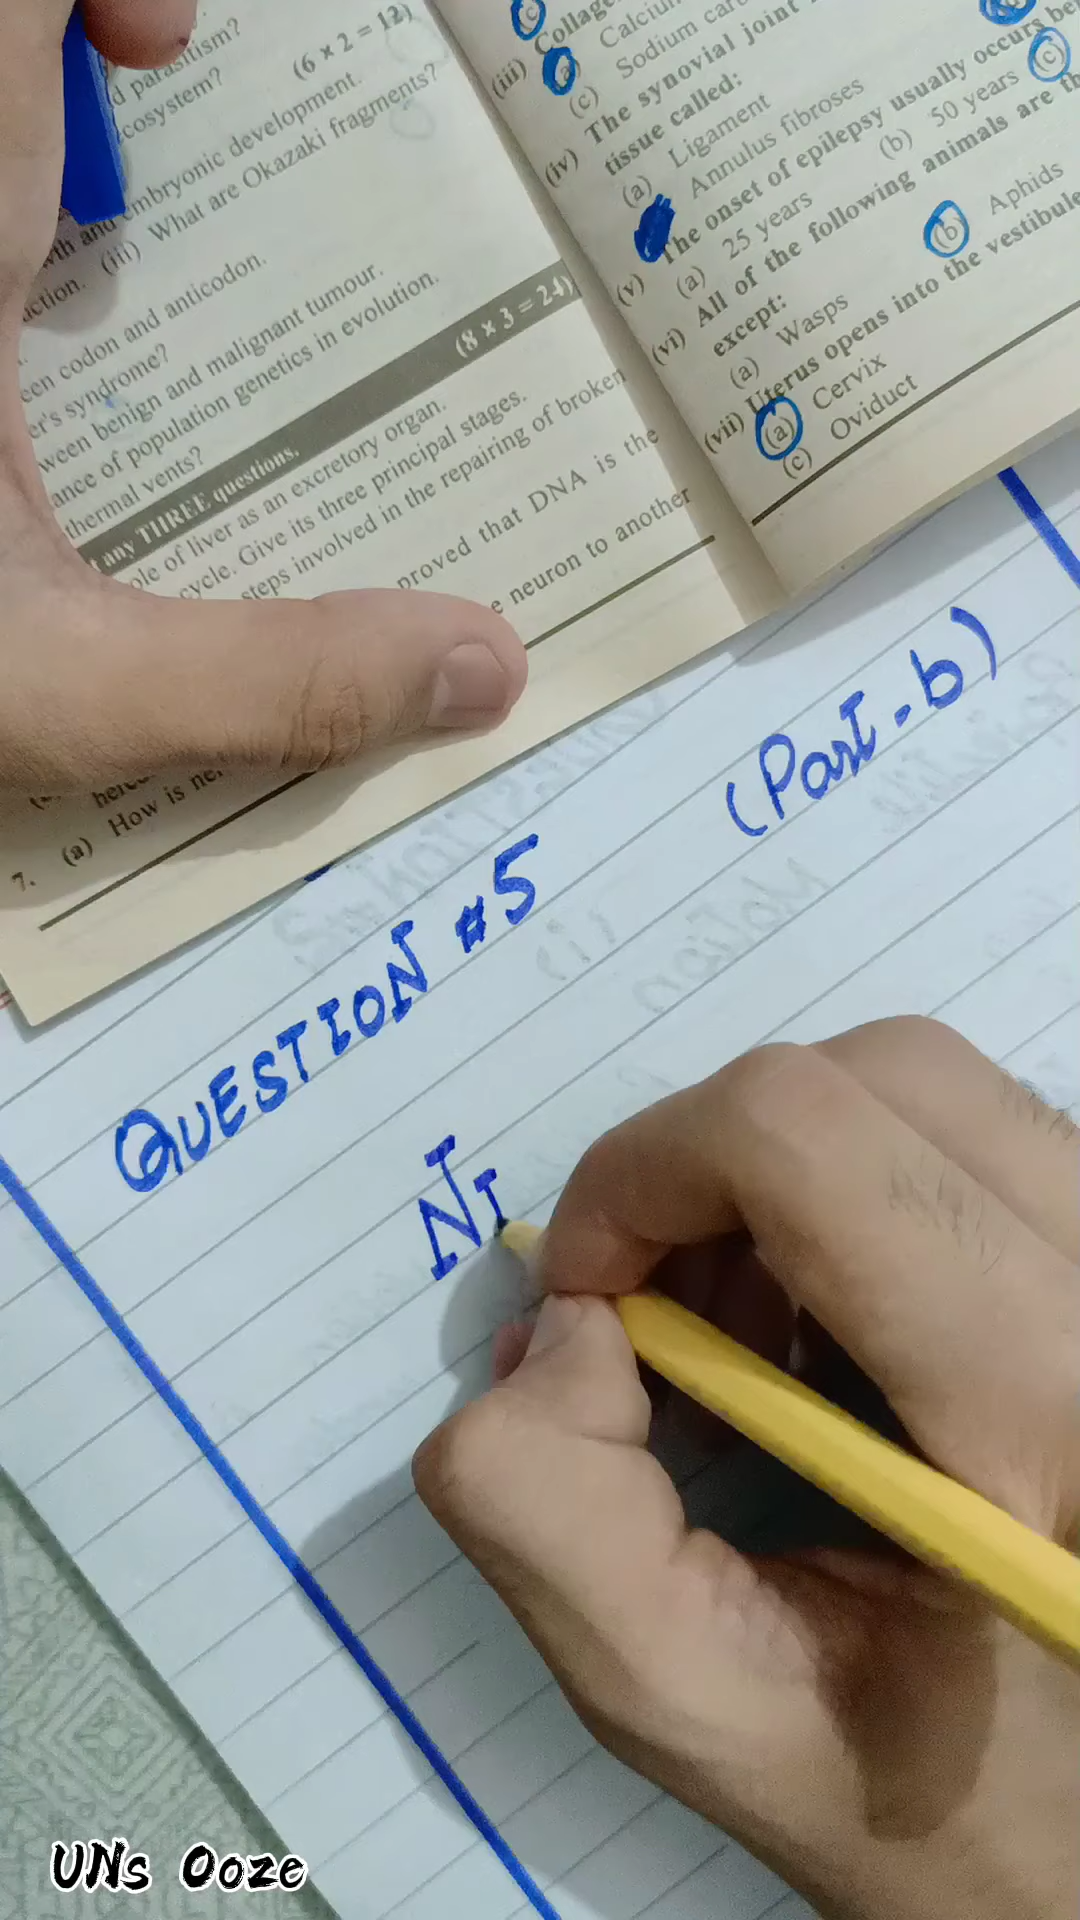 d parasitism?
cosystem?
(6 × 2 = 12)
embryonic development.
wth and
(iii) What are Okazaki fragments?
uction.
een codon and anticodon.
er's syndrome?
ween benign and malignant tumour.
ance of population genetics in evolution.
thermal vents?
(8 × 3 = 24)
any THREE questions.
ole of liver as an excretory organ.
cycle. Give its three principal stages.
steps involved in the repairing of broken
proved that DNA is the
e neuron to another
7. (a) How is ne
(c)
(iii) Collage
(a) Calcium
(c) Sodium car
(iv) The synovial joint
tissue called:
(a) Ligament
Annulus fibroses
(v) The onset of epilepsy usually occurs be
(a) 25 years (b) 50 years (c)
(vi) All of the following animals are th
except:
(a) Wasps (b) Aphids
(vii) Uterus opens into the vestibule
(a) Cervix
(c) Oviduct
(Part-b)
QUESTION #5
NI
UNs Ooze